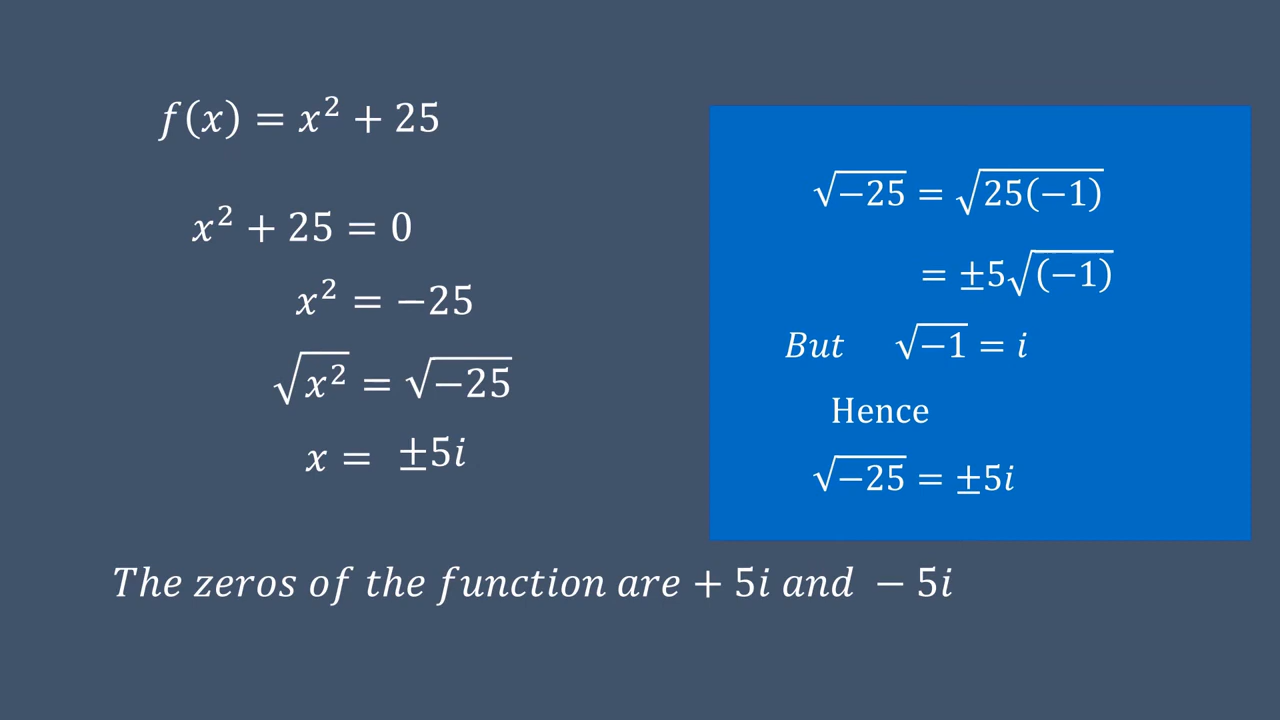 f(x) = x² + 25
x² + 25 = 0
x² = −25
√x² = √−25
x = ±5i
√−25 = √25(−1)
= ±5√(−1)
But √−1 = i
Hence
√−25 = ±5i
The zeros of the function are + 5i and − 5i